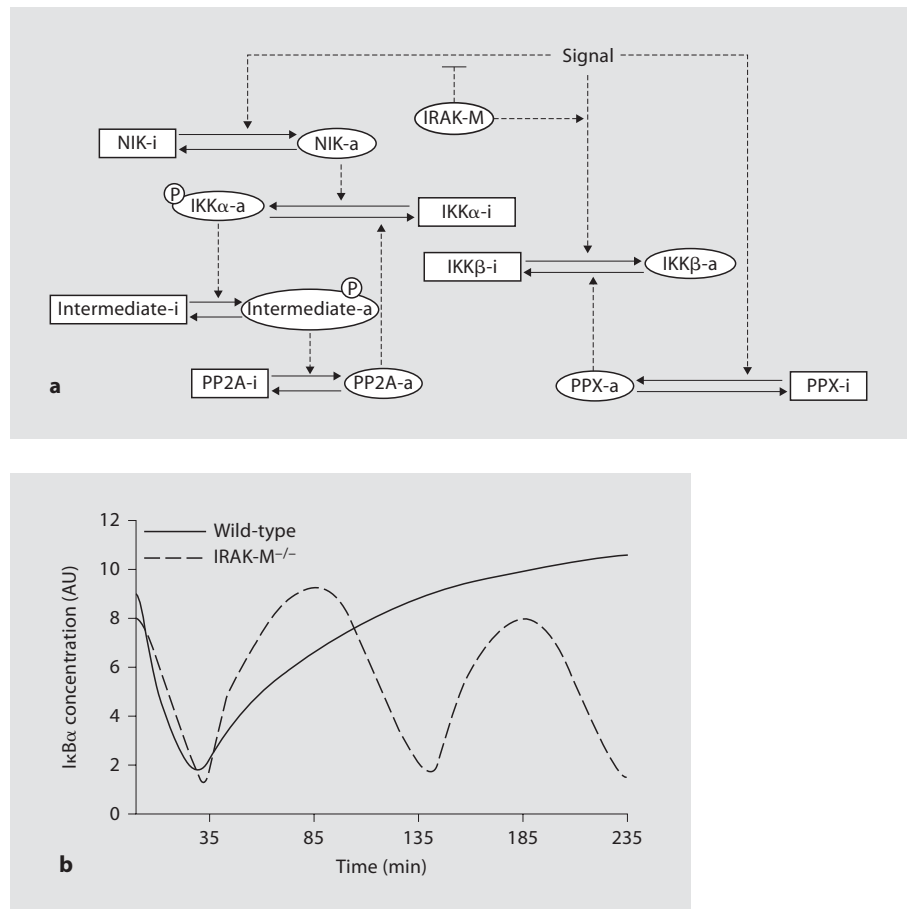 Signal
IRAK-M
NIK-i
NIK-a
P
IKKα-a
IKKα-i
IKKβ-i
IKKβ-a
P
Intermediate-i
Intermediate-a
PP2A-i
PP2A-a
PPX-a
PPX-i
a
12
10
8
6
4
2
0
IκBα concentration (AU)
Wild-type
IRAK-M–/–
35
85
135
185
235
Time (min)
b